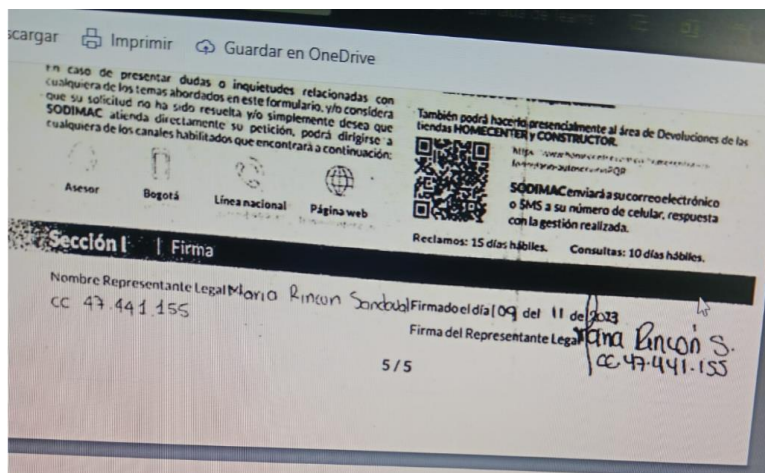 scargar Imprimir Guardar en OneDrive
En caso de presentar dudas o inquietudes relacionadas con
cualquiera de los temas abordados en este formulario, y/o considera
que su solicitud no ha sido resuelta y/o simplemente desea que
SODIMAC atienda directamente su petición, podrá dirigirse a
cualquiera de los canales habilitados que encontrará a continuación:
Asesor Bogotá Línea nacional Página web
También podrá hacerlo presencialmente al área de Devoluciones de las
tiendas HOMECENTER y CONSTRUCTOR.
SODIMAC enviará a su correo electrónico
o SMS a su número de celular, respuesta
con la gestión realizada.
Reclamos: 15 días hábiles. Consultas: 10 días hábiles.
Sección I | Firma
Nombre Representante Legal Maria Rincon Sandobal Firmado el día 09 del 11 de 2023
CC 47.441.155
Firma del Representante Legal Maria Rincón S.
CC. 47.441.155
5 / 5